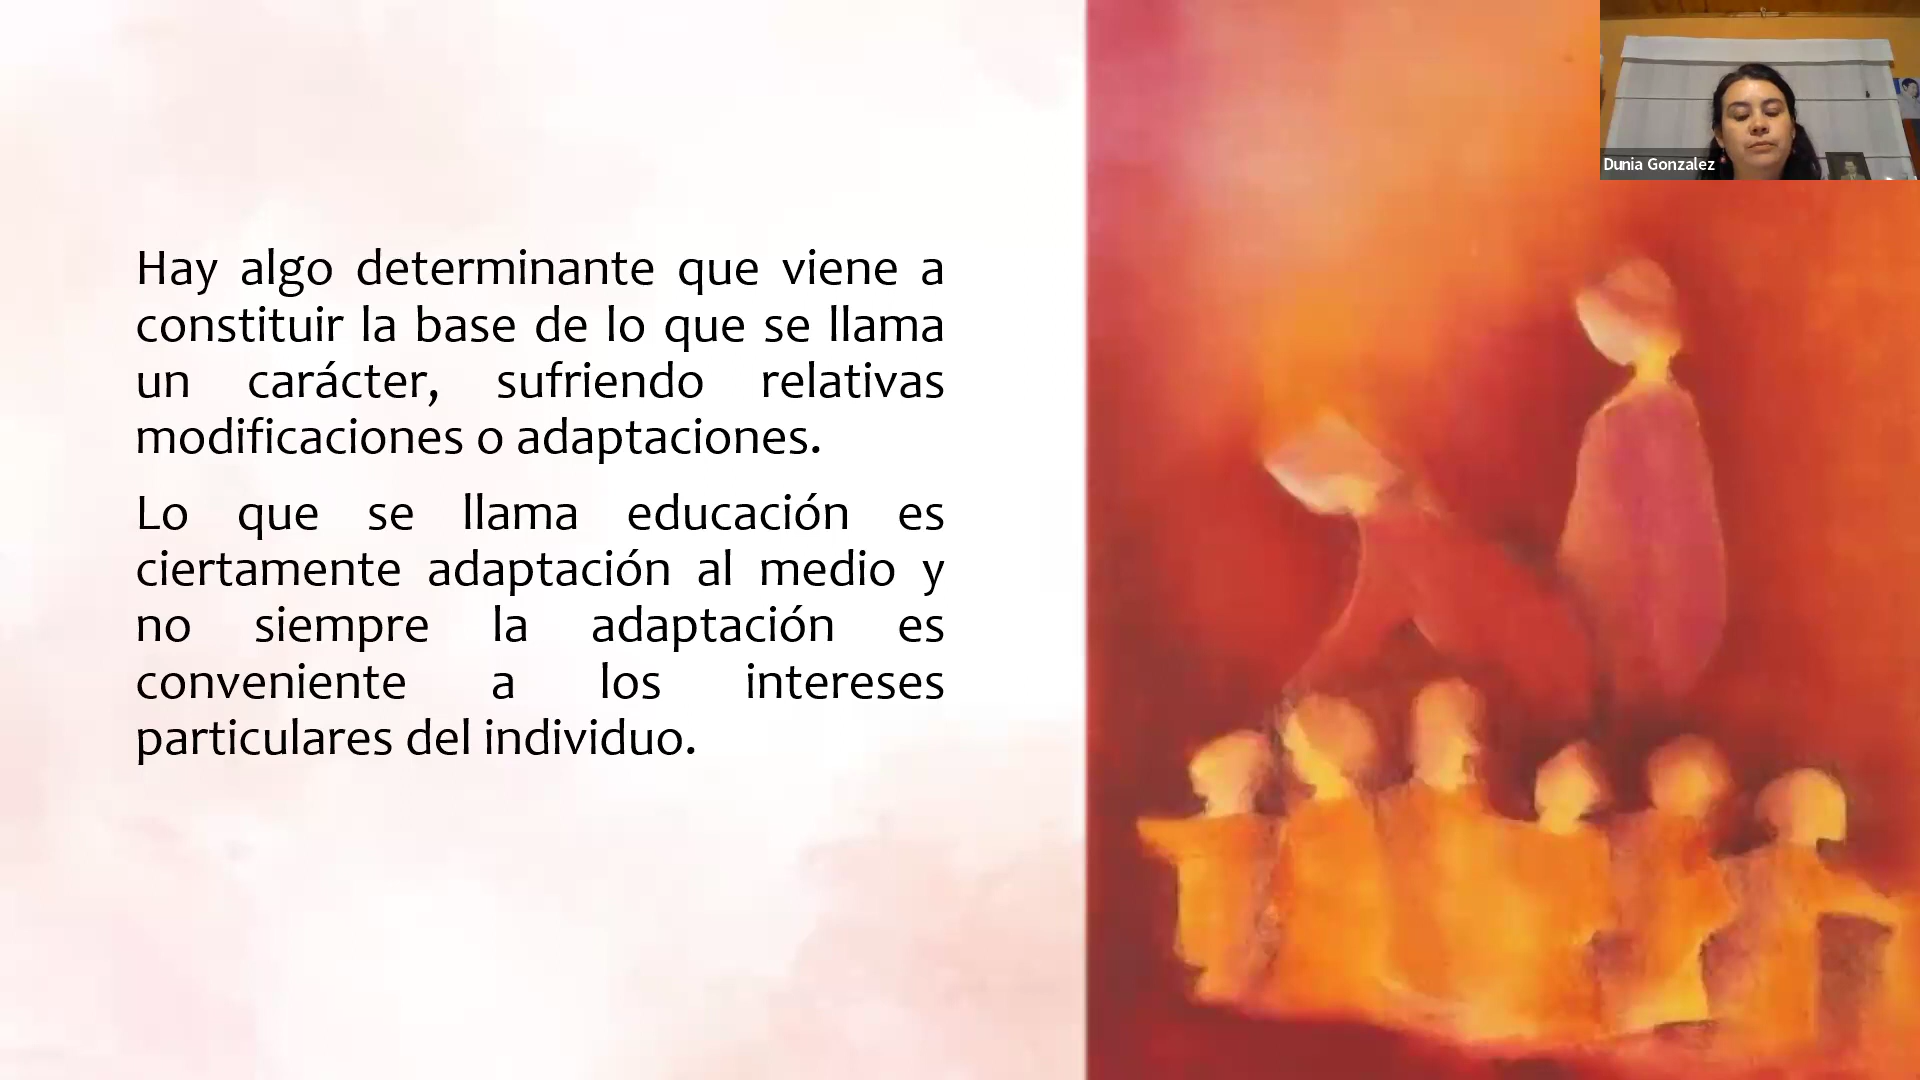 Hay algo determinante que viene a
constituir la base de lo que se llama
un carácter, sufriendo relativas
modificaciones o adaptaciones.
Lo que se llama educación es
ciertamente adaptación al medio y
no siempre la adaptación es
conveniente a los intereses
particulares del individuo.
Dunia Gonzalez